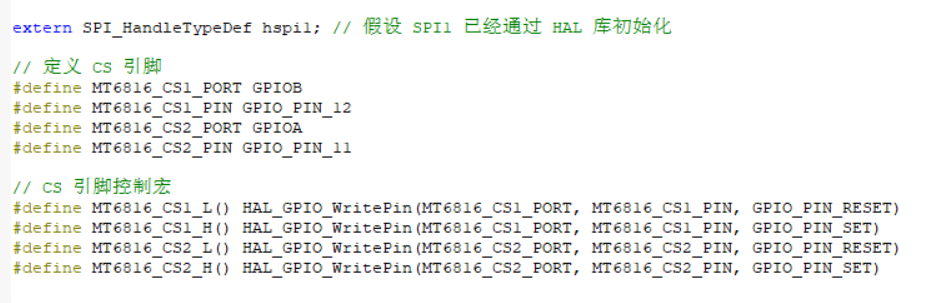 extern SPI_HandleTypeDef hspi1; // 假设 SPI1 已经通过 HAL 库初始化
// 定义 CS 引脚
#define MT6816_CS1_PORT GPIOB
#define MT6816_CS1_PIN GPIO_PIN_12
#define MT6816_CS2_PORT GPIOA
#define MT6816_CS2_PIN GPIO_PIN_11
// CS 引脚控制宏
#define MT6816_CS1_L() HAL_GPIO_WritePin(MT6816_CS1_PORT, MT6816_CS1_PIN, GPIO_PIN_RESET)
#define MT6816_CS1_H() HAL_GPIO_WritePin(MT6816_CS1_PORT, MT6816_CS1_PIN, GPIO_PIN_SET)
#define MT6816_CS2_L() HAL_GPIO_WritePin(MT6816_CS2_PORT, MT6816_CS2_PIN, GPIO_PIN_RESET)
#define MT6816_CS2_H() HAL_GPIO_WritePin(MT6816_CS2_PORT, MT6816_CS2_PIN, GPIO_PIN_SET)